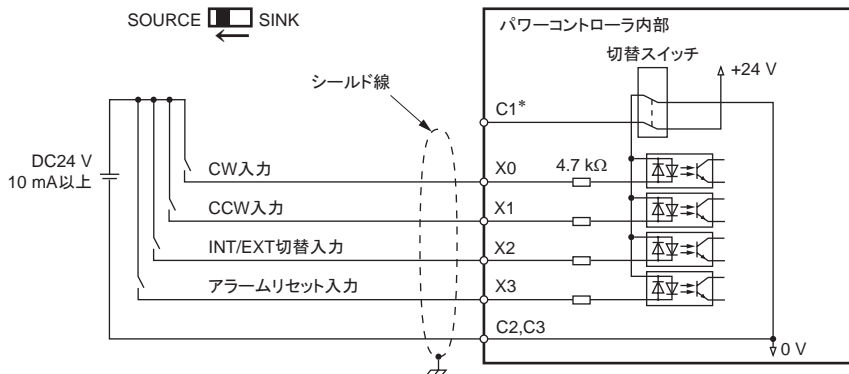 SOURCE SINK
パワーコントローラ内部
切替スイッチ
+24 V
シールド線
C1*
DC24 V
10 mA以上
CW入力
X0
4.7 kΩ
CCW入力
X1
INT/EXT切替入力
X2
アラームリセット入力
X3
C2,C3
0 V